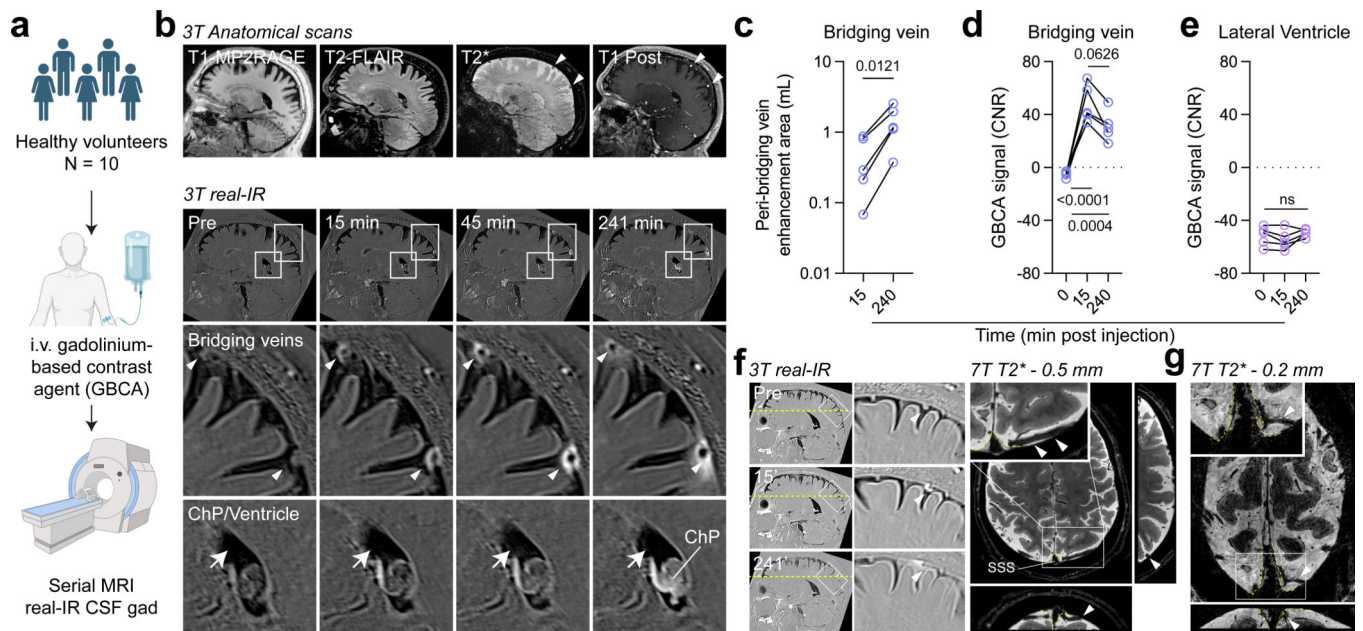 a
Healthy volunteers
N = 10
i.v. gadolinium-
based contrast
agent (GBCA)
Serial MRI
real-IR CSF gad
b
3T Anatomical scans
T1 MP2RAGE
T2-FLAIR
T2*
T1 Post
3T real-IR
Pre
15 min
45 min
241 min
Bridging veins
ChP/Ventricle
ChP
c
Bridging vein
Peri-bridging vein
enhancement area (mL)
10
1
0.1
0.01
0.0121
15
240
d
Bridging vein
GBCA signal (CNR)
80
40
0
-40
-80
0.0626
<0.0001
0.0004
0
15
240
e
Lateral Ventricle
GBCA signal (CNR)
80
40
0
-40
-80
ns
0
15
240
Time (min post injection)
f
3T real-IR
Pre
15'
241'
7T T2* - 0.5 mm
SSS
g
7T T2* - 0.2 mm